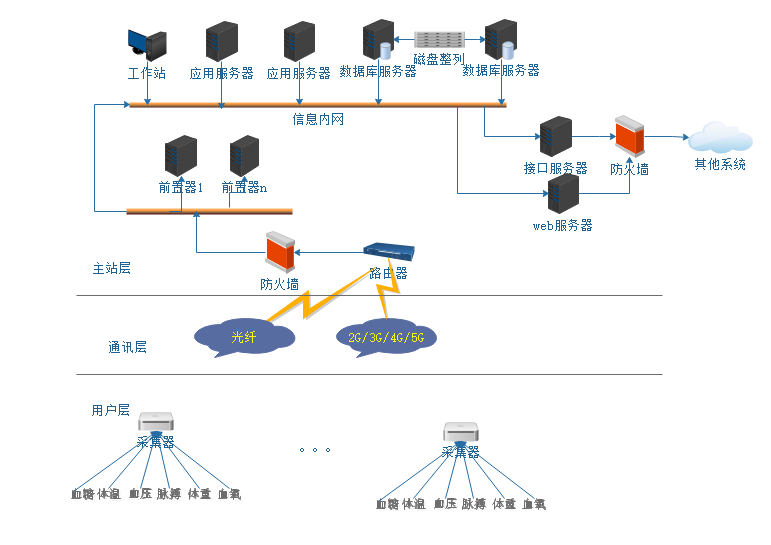 工作站
应用服务器
应用服务器
数据库服务器
磁盘整列
数据库服务器
信息内网
前置器1
前置器n
接口服务器
防火墙
其他系统
web服务器
主站层
防火墙
路由器
光纤
2G/3G/4G/5G
通讯层
用户层
采集器
。。。
采集器
血糖 体温 血压 脉搏 体重 血氧
血糖 体温 血压 脉搏 体重 血氧